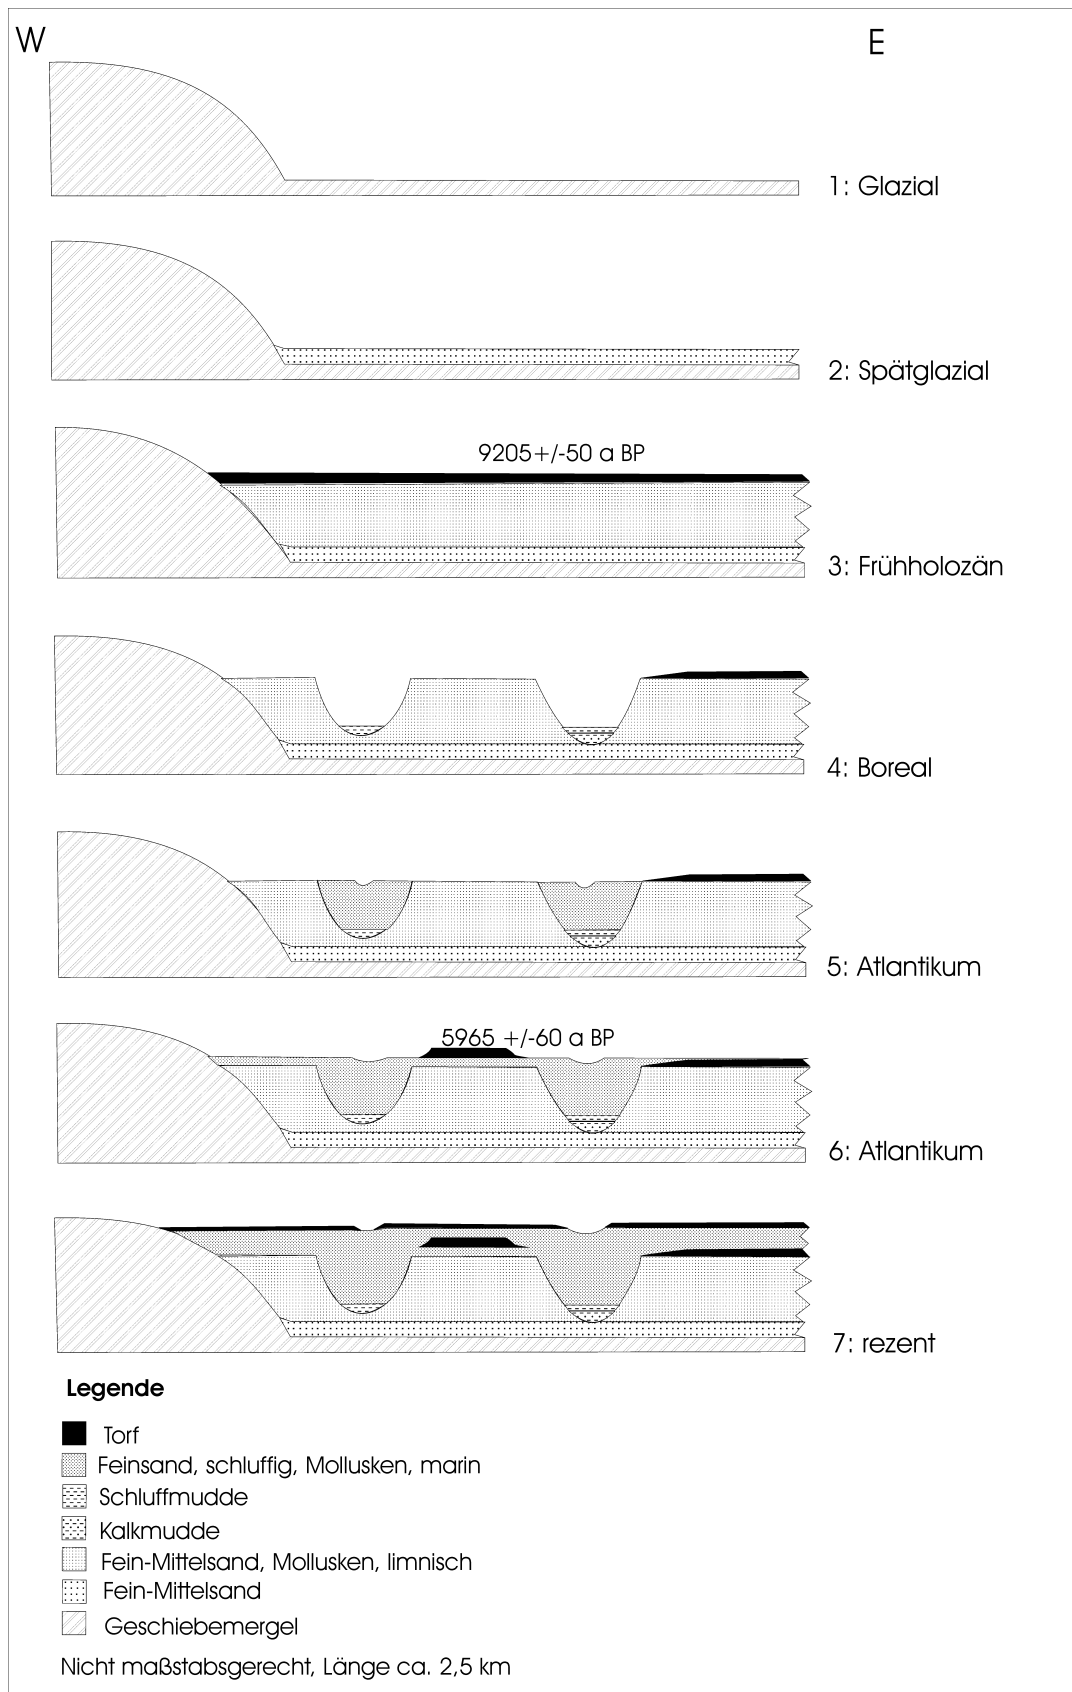 W
E
1: Glazial
2: Spätglazial
9205+/-50 a BP
3: Frühholozän
4: Boreal
5: Atlantikum
5965 +/-60 a BP
6: Atlantikum
7: rezent
Legende
Torf
Feinsand, schluffig, Mollusken, marin
Schluffmudde
Kalkmudde
Fein-Mittelsand, Mollusken, limnisch
Fein-Mittelsand
Geschiebemergel
Nicht maßstabsgerecht, Länge ca. 2,5 km